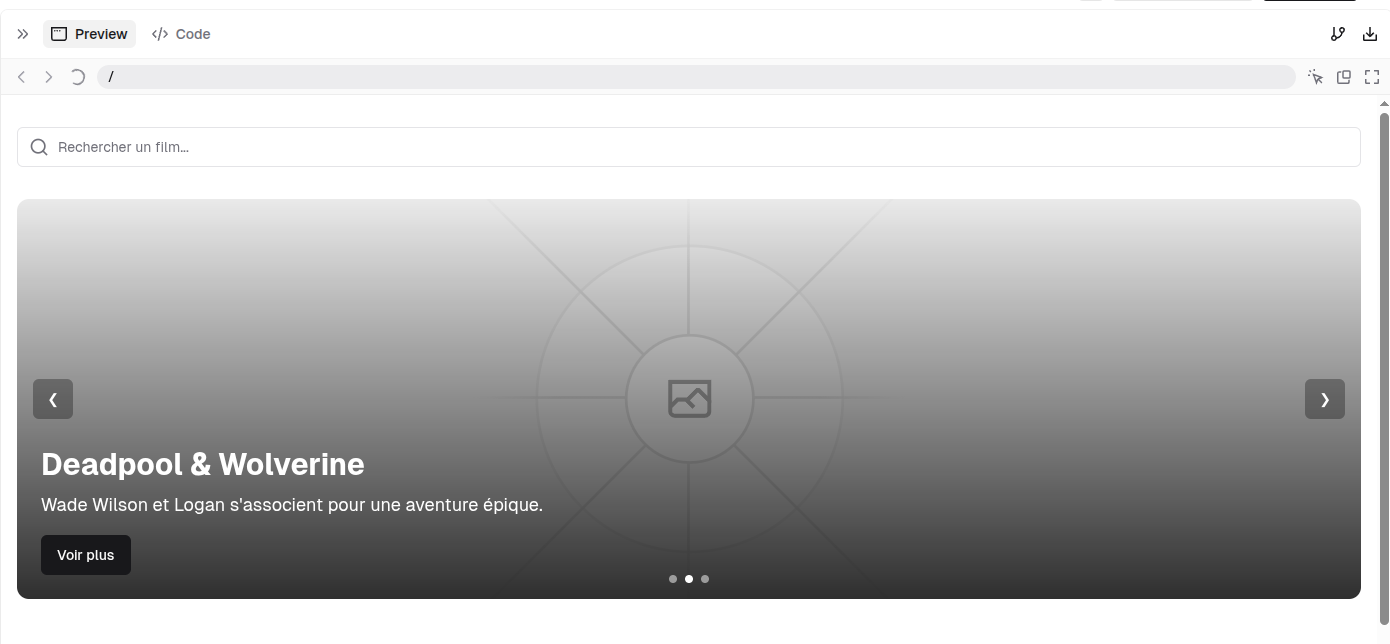 Preview
Code
/
Rechercher un film...
❮
❯
Deadpool & Wolverine
Wade Wilson et Logan s'associent pour une aventure épique.
Voir plus